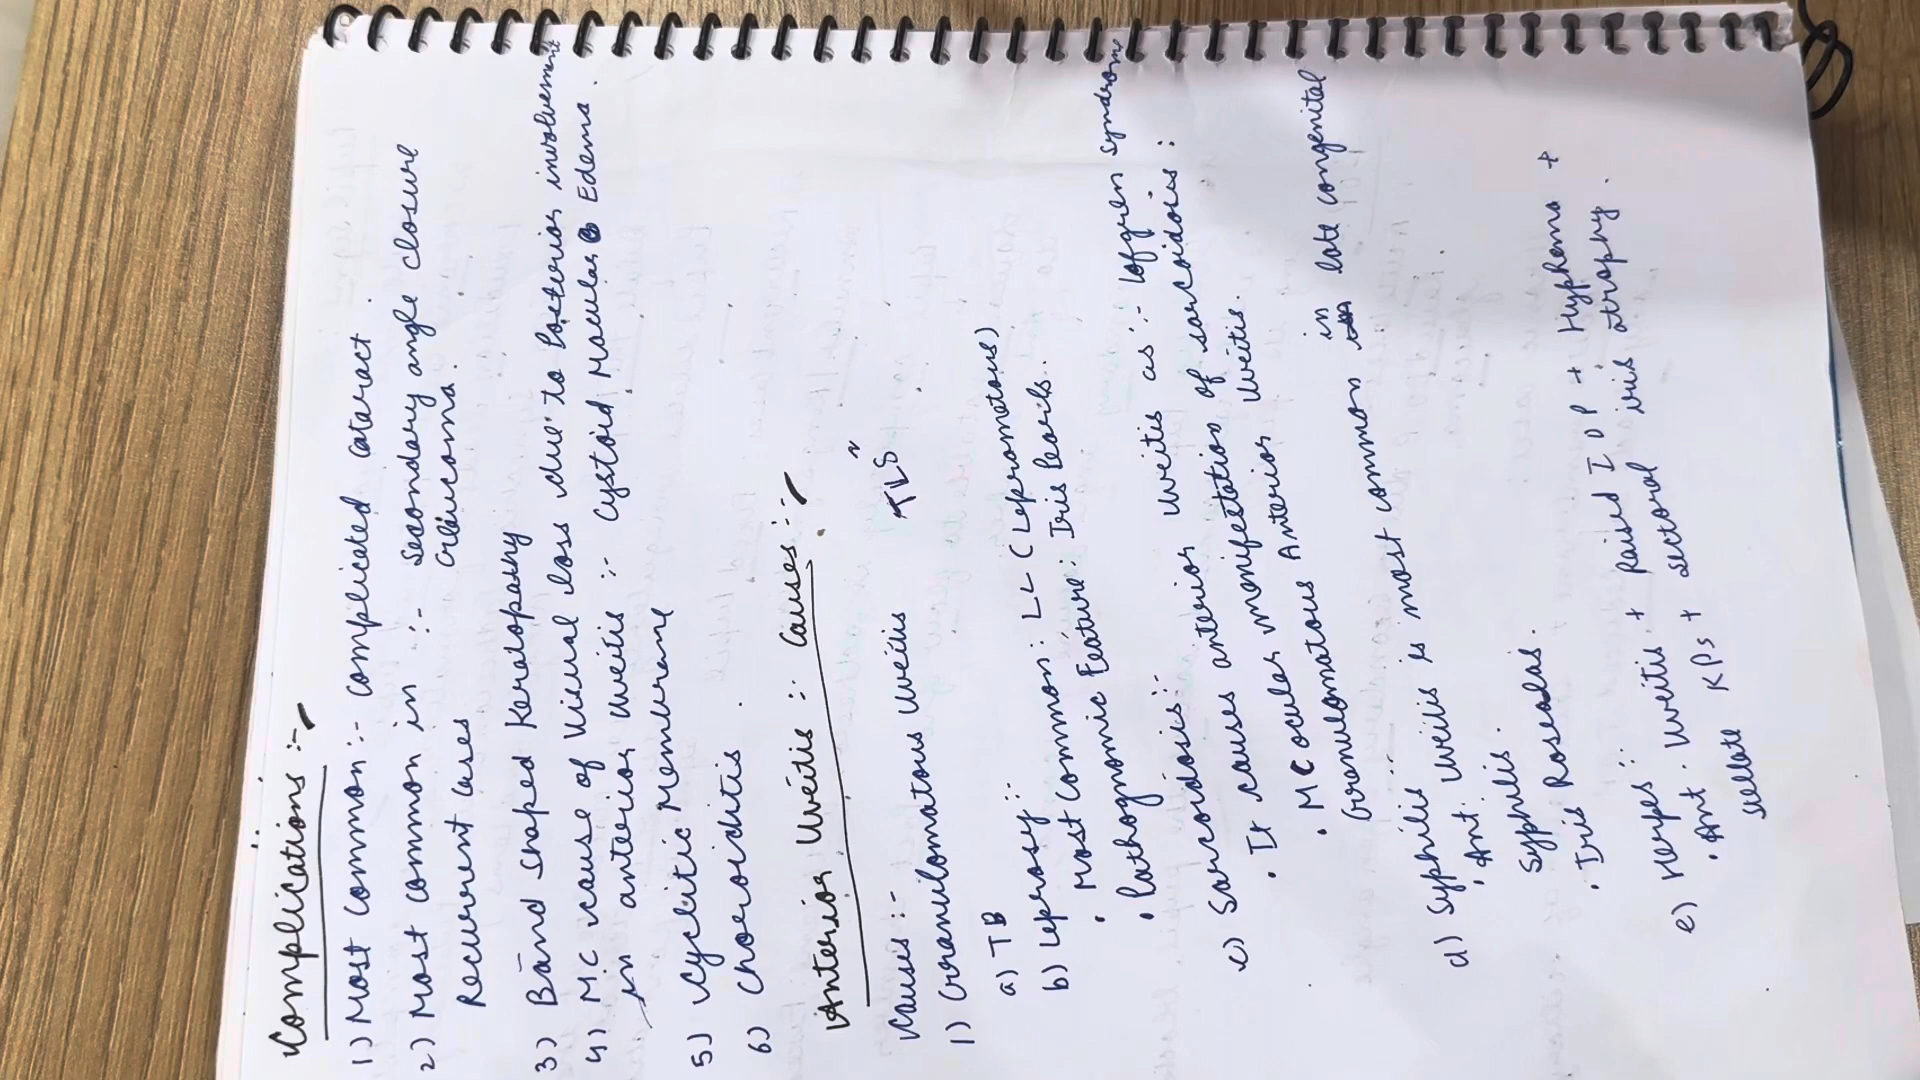 Complications :-
1) Most Common :- Complicated cataract.
2) Most common in :- Secondary angle closure
Recurrent cases Glaucoma.
3) Band shaped Keratopathy
4) MC cause of Visual loss due to Posterior involvement
in anterior uveitis :- Cystoid Macular Edema.
5) Cyclitic Membrane
6) Choroiditis.
Anterior Uveitis :- Causes :-
Causes :- TLS
1) Granulomatous Uveitis
a) TB
b) Leprosy :-
• Most Common : LL (Lepromatous)
• Pathognomic Feature : Iris Pearls.
c) Sarcoidosis :-
Sarcoidosis anterior uveitis as :- Lofgren Syndrome
• It causes anterior manifestation of sarcoidosis :
MC ocular manifestation of Anterior Uveitis.
• Granulomatous Anterior
d) Syphilis
• Ant. Uveitis is most common in late congenital
Syphilis.
• Iris Roseolas.
e) Herpes :-
• Ant. Uveitis + Raised IOP + Hyphema +
stellate KPs + sectoral iris atrophy.